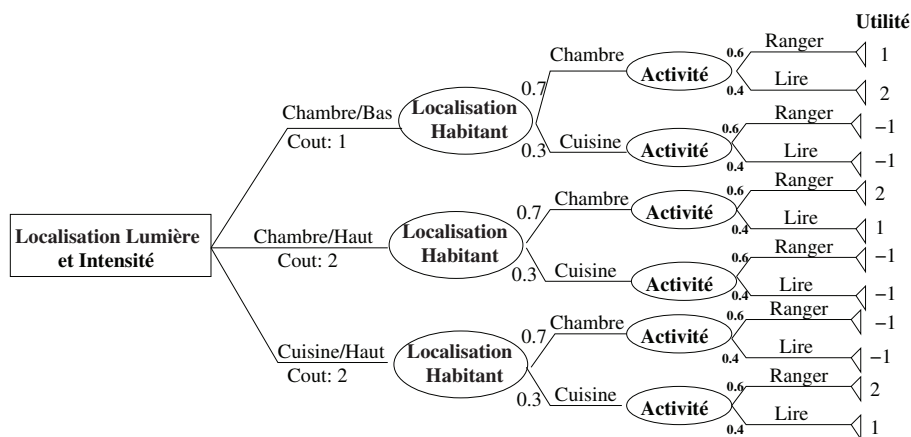 Utilité
Localisation Lumière
et Intensité
Chambre/Bas
Cout: 1
Localisation
Habitant
0.7
Chambre
Activité
0.6
Ranger
1
0.4
Lire
2
0.3
Cuisine
Activité
0.6
Ranger
−1
0.4
Lire
−1
Chambre/Haut
Cout: 2
Localisation
Habitant
0.7
Chambre
Activité
0.6
Ranger
2
0.4
Lire
1
0.3
Cuisine
Activité
0.6
Ranger
−1
0.4
Lire
−1
Cuisine/Haut
Cout: 2
Localisation
Habitant
0.7
Chambre
Activité
0.6
Ranger
−1
0.4
Lire
−1
0.3
Cuisine
Activité
0.6
Ranger
2
0.4
Lire
1